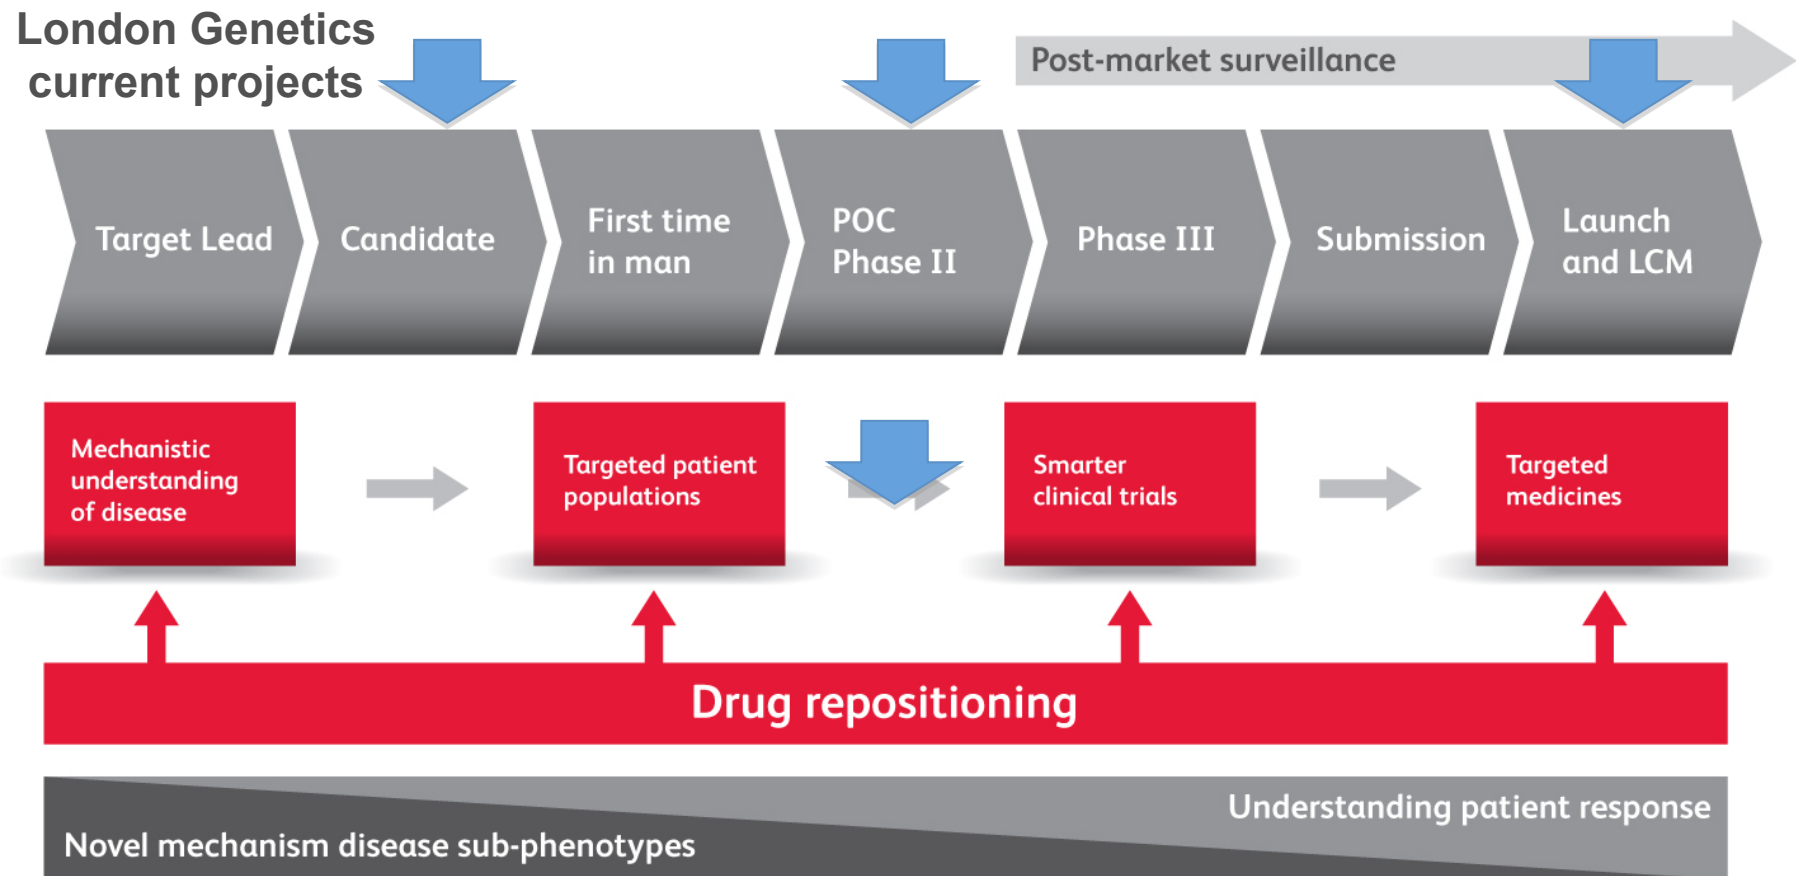 London Genetics
current projects
Post-market surveillance
Target Lead
Candidate
First time
in man
POC
Phase II
Phase III
Submission
Launch
and LCM
Mechanistic
understanding
of disease
Targeted patient
populations
Smarter
clinical trials
Targeted
medicines
Drug repositioning
Understanding patient response
Novel mechanism disease sub-phenotypes